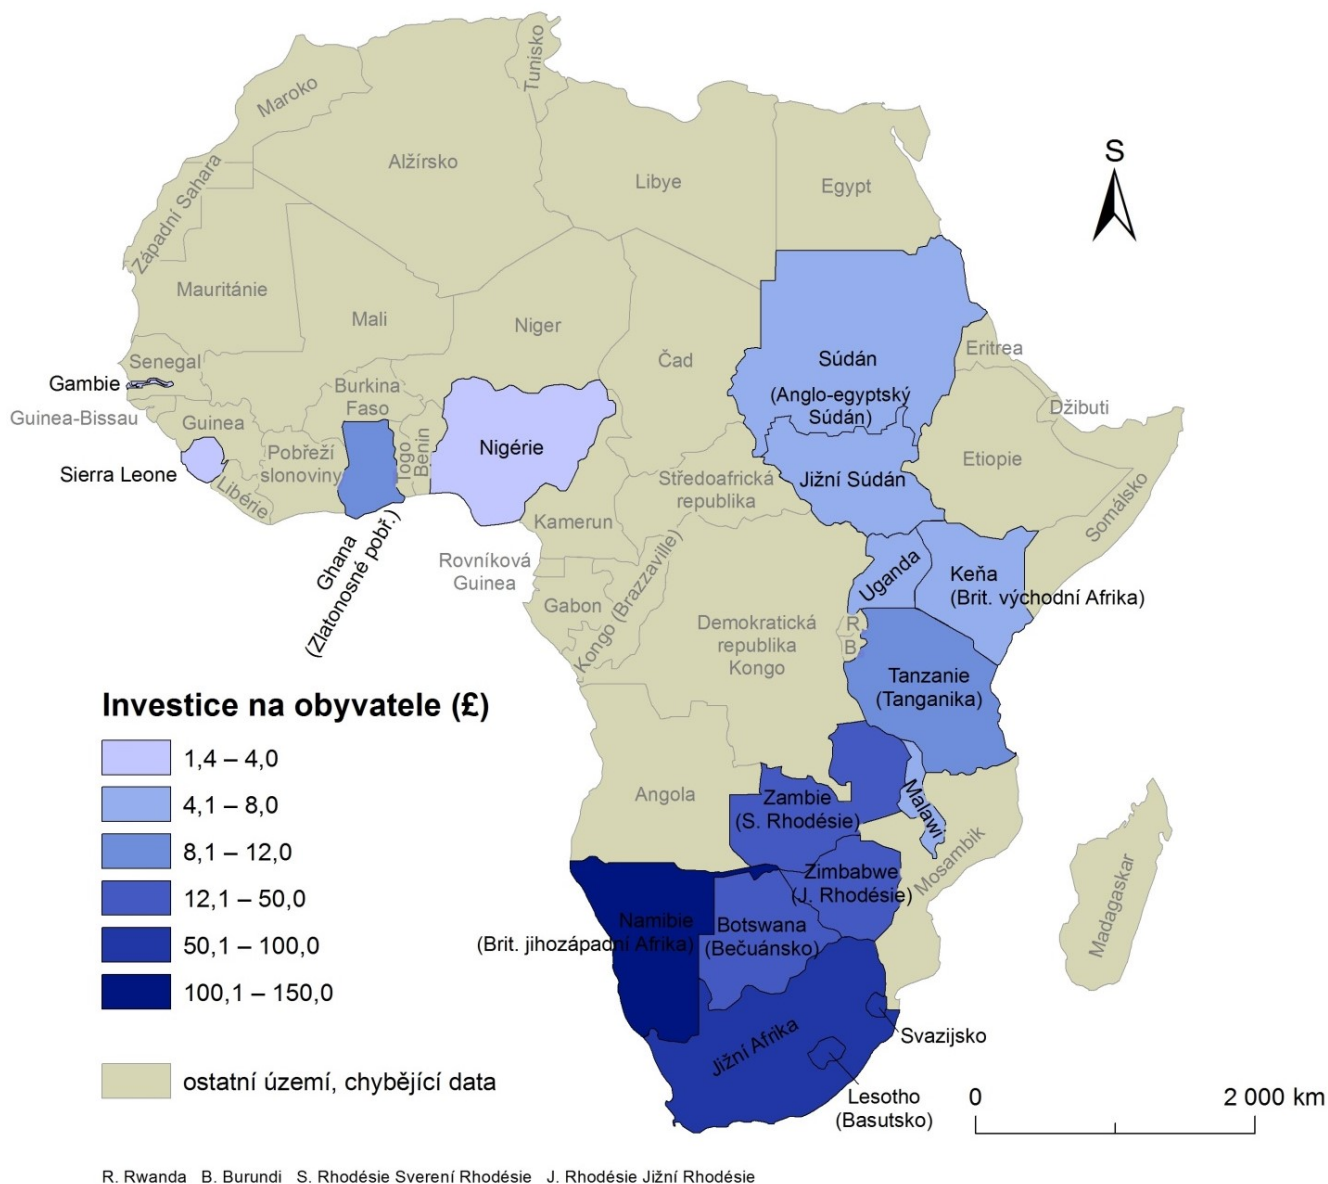 Tunisko
Maroko
Alžírsko
Libye
Egypt
S
Západní Sahara
Mauritánie
Mali
Niger
Čad
Súdán
(Anglo-egyptský
Súdán)
Eritrea
Senegal
Gambie
Guinea-Bissau
Guinea
Burkina
Faso
Džibuti
Sierra Leone
Libérie
Pobřeží
slonoviny
Togo
Benin
Nigérie
Středoafrická
republika
Jižní Súdán
Etiopie
Somálsko
Ghana
(Zlatonosné pobř.)
Kamerun
Rovníková
Guinea
Gabon
Kongo (Brazzaville)
Uganda
Keňa
(Brit. východní Afrika)
Demokratická
republika
Kongo
R
B
Tanzanie
(Tanganika)
Investice na obyvatele (£)
1,4 – 4,0
4,1 – 8,0
8,1 – 12,0
12,1 – 50,0
50,1 – 100,0
100,1 – 150,0
ostatní území, chybějící data
Angola
Zambie
(S. Rhodésie)
Malawi
Mosambik
Madagaskar
Zimbabwe
(J. Rhodésie)
Namibie
(Brit. jihozápadní Afrika)
Botswana
(Bečuánsko)
Jižní Afrika
Svazijsko
Lesotho
(Basutsko)
0
2 000 km
R. Rwanda B. Burundi S. Rhodésie Sverení Rhodésie J. Rhodésie Jižní Rhodésie